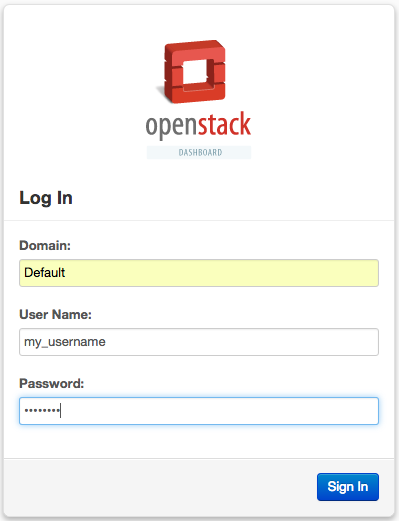 openstack
DASHBOARD
Log In
Domain:
Default
User Name:
my_username
Password:
••••••••
Sign In